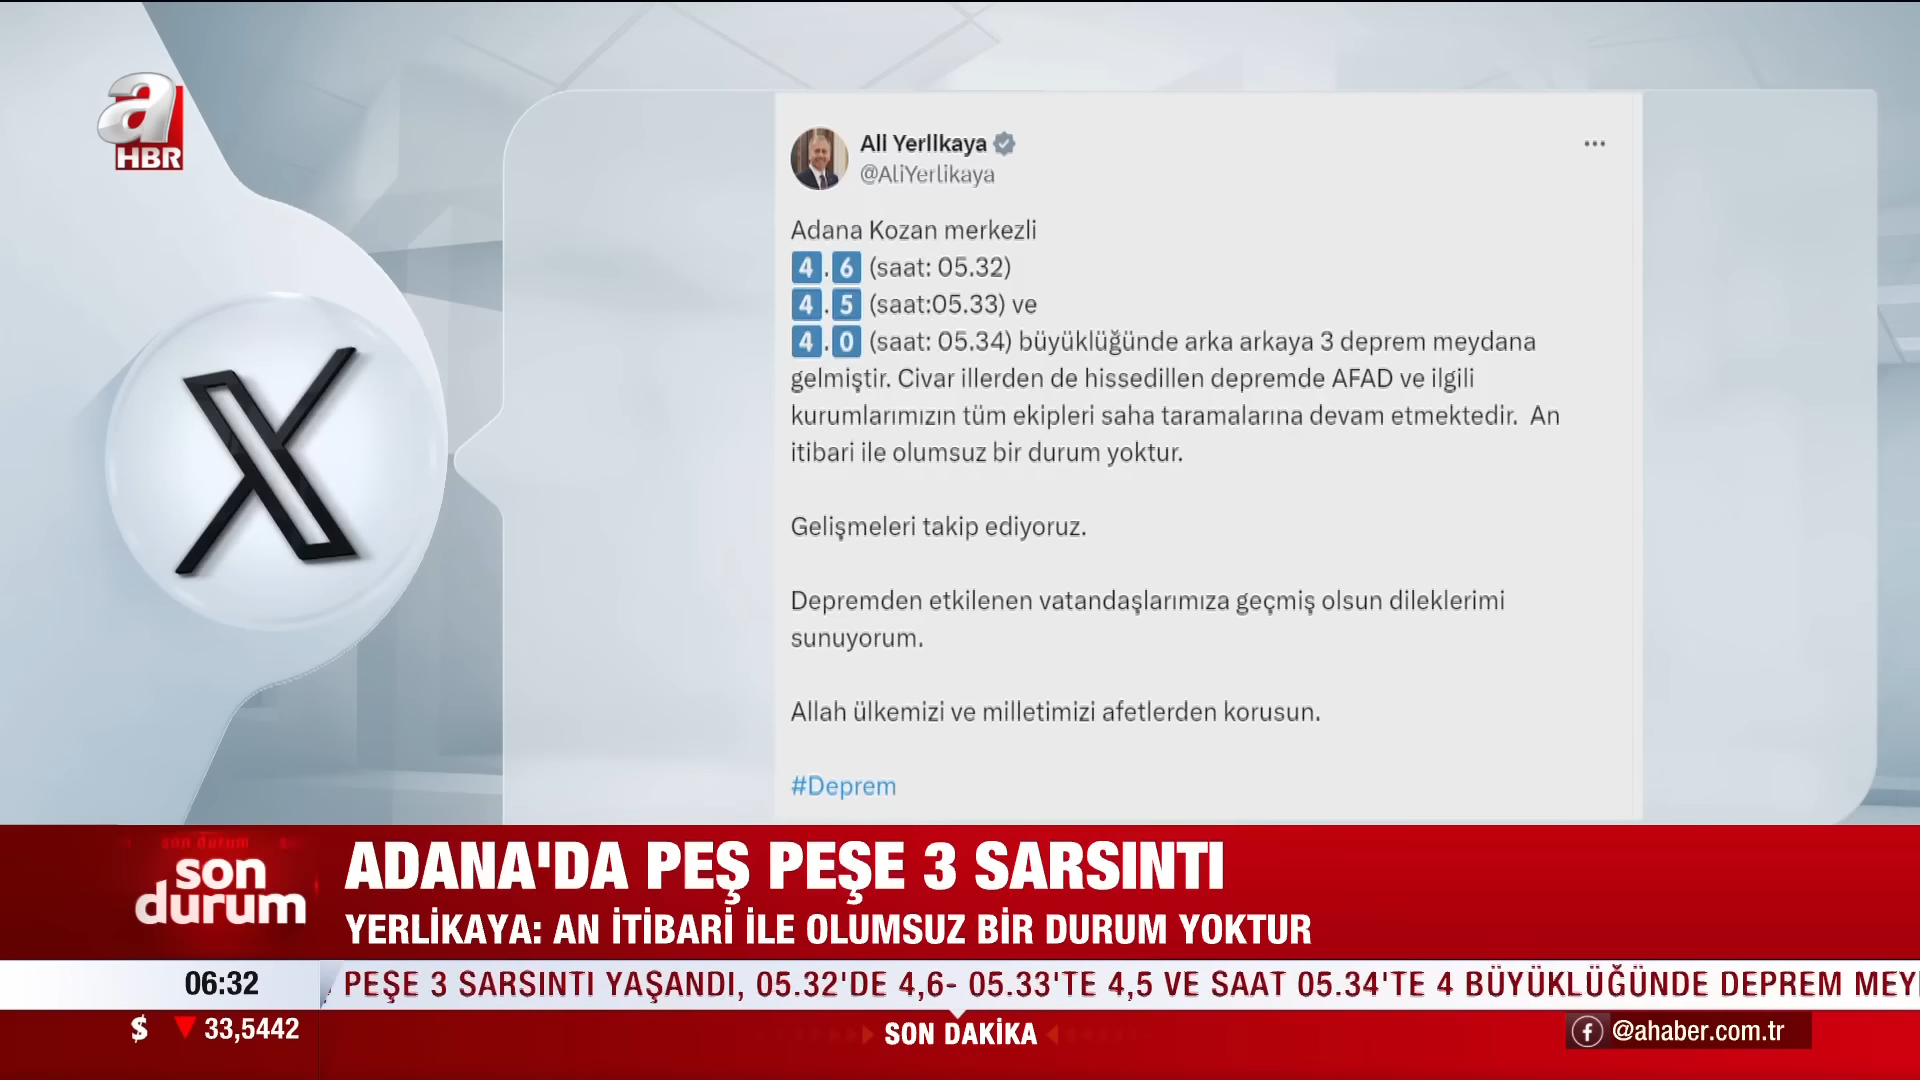 a
HBR
Ali Yerlikaya
@AliYerlikaya
Adana Kozan merkezli
4.6 (saat: 05.32)
4.5 (saat:05.33) ve
4.0 (saat: 05.34) büyüklüğünde arka arkaya 3 deprem meydana
gelmiştir. Civar illerden de hissedillen depremde AFAD ve ilgili
kurumlarımızın tüm ekipleri saha taramalarına devam etmektedir. An
itibari ile olumsuz bir durum yoktur.
Gelişmeleri takip ediyoruz.
Depremden etkilenen vatandaşlarımıza geçmiş olsun dileklerimi
sunuyorum.
Allah ülkemizi ve milletimizi afetlerden korusun.
#Deprem
son durum
son
durum
ADANA'DA PEŞ PEŞE 3 SARSINTI
YERLİKAYA: AN İTİBARİ İLE OLUMSUZ BİR DURUM YOKTUR
06:32
PEŞE 3 SARSINTI YAŞANDI, 05.32'DE 4,6- 05.33'TE 4,5 VE SAAT 05.34'TE 4 BÜYÜKLÜĞÜNDE DEPREM MEY
$ 33,5442
SON DAKİKA
@ahaber.com.tr